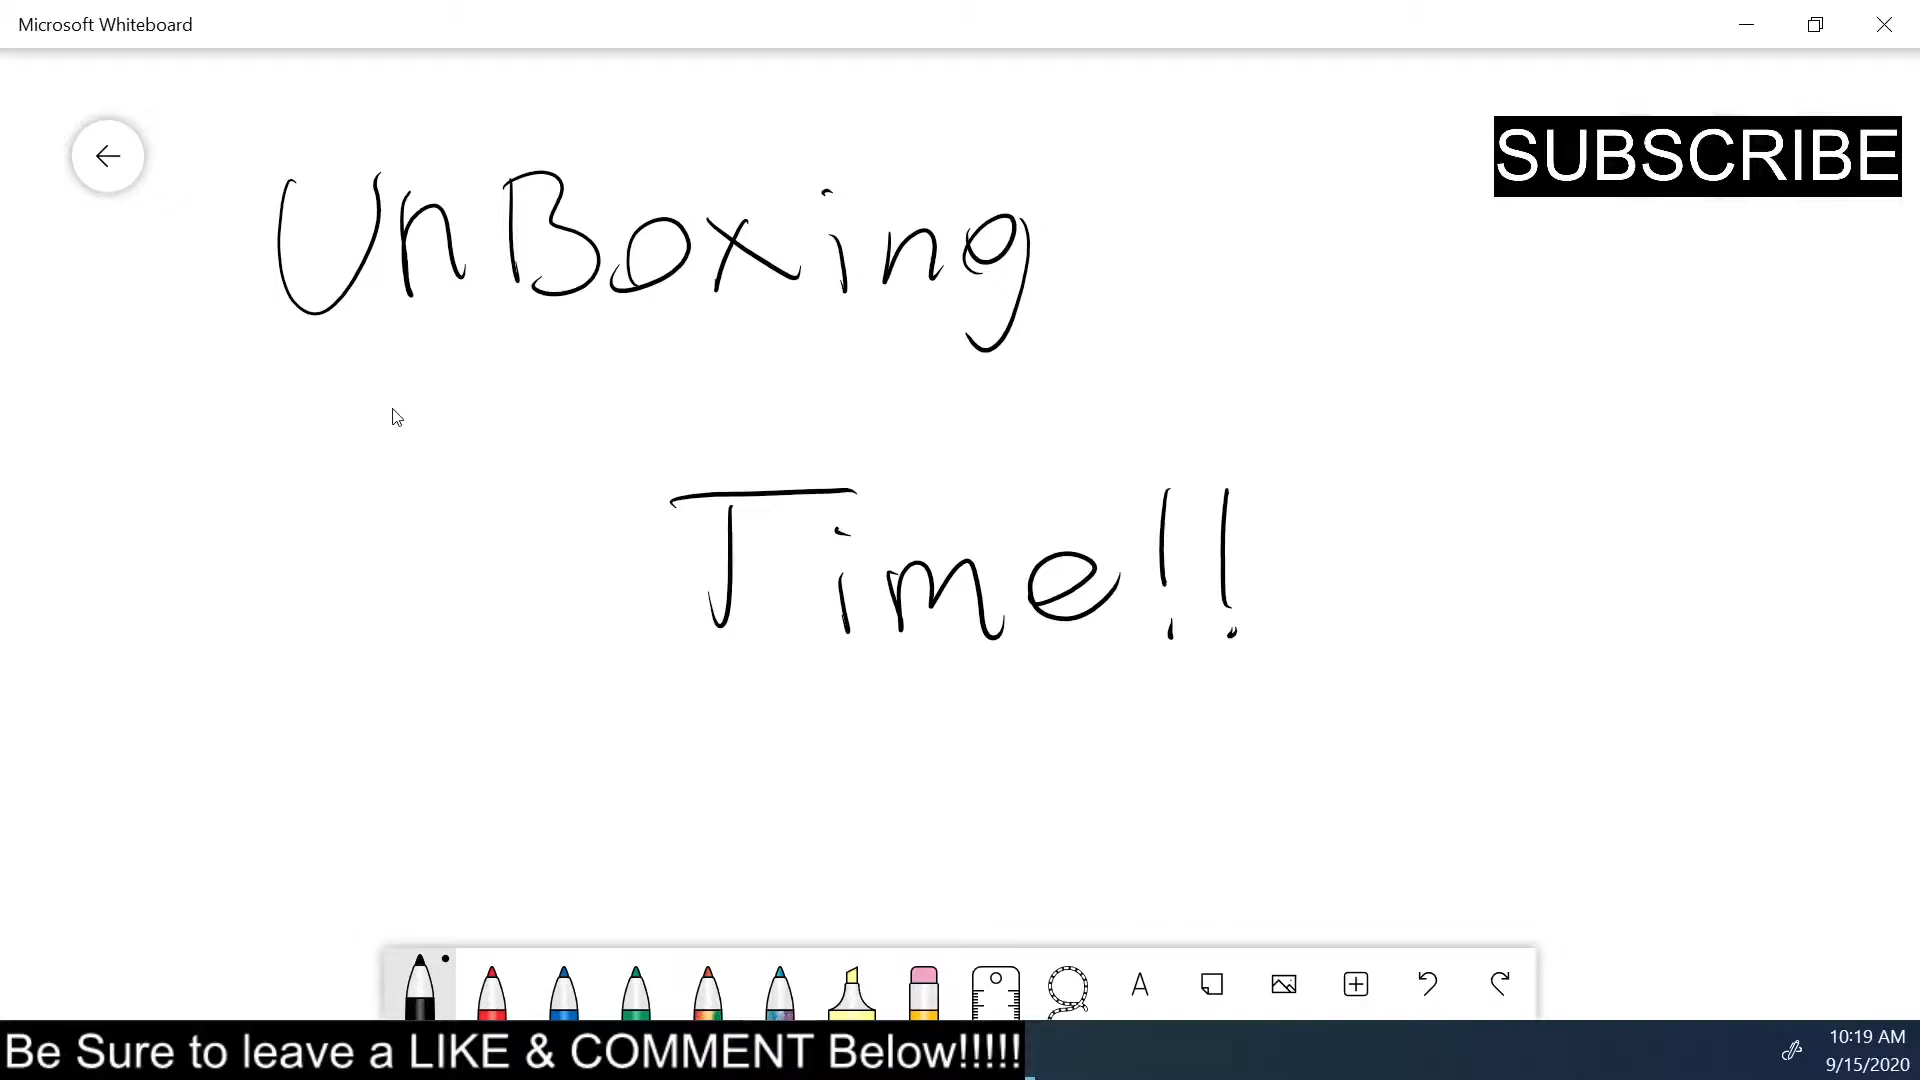 Microsoft Whiteboard
SUBSCRIBE
UnBoxing
Time!!
A
Be Sure to leave a LIKE & COMMENT Below!!!!!
10:19 AM
9/15/2020